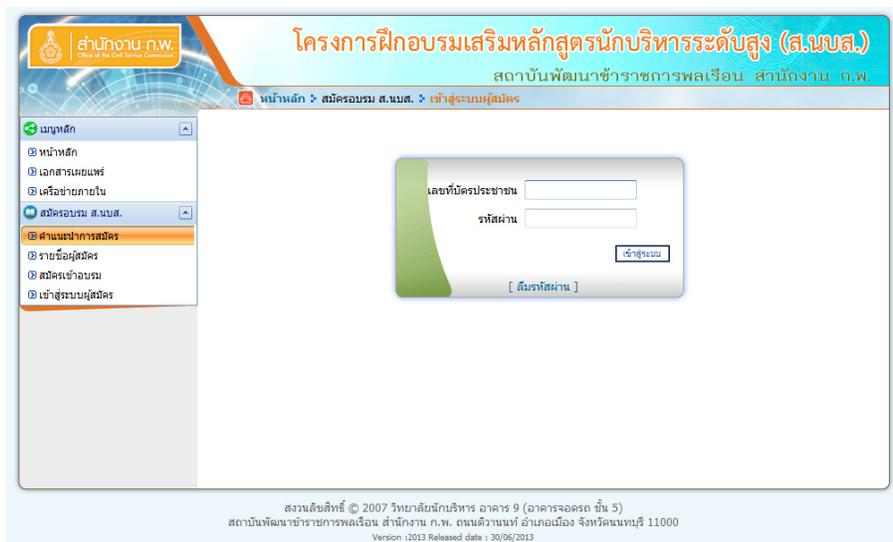 สำนักงาน ก.พ.
Office of the Civil Service Commission
โครงการฝึกอบรมเสริมหลักสูตรนักบริหารระดับสูง (ส.นบส.)
สถาบันพัฒนาข้าราชการพลเรือน สำนักงาน ก.พ.
หน้าหลัก สมัครอบรม ส.นบส. เข้าสู่ระบบผู้สมัคร
เมนูหลัก
หน้าหลัก
เอกสารเผยแพร่
เครือข่ายภายใน
สมัครอบรม ส.นบส.
คำแนะนำการสมัคร
รายชื่อผู้สมัคร
สมัครเข้าอบรม
เข้าสู่ระบบผู้สมัคร
เลขที่บัตรประชาชน
รหัสผ่าน
เข้าสู่ระบบ
[ ลืมรหัสผ่าน ]
สงวนลิขสิทธิ์ © 2007 วิทยาลัยนักบริหาร อาคาร 9 (อาคารจอดรถ ชั้น 5)
สถาบันพัฒนาข้าราชการพลเรือน สำนักงาน ก.พ. ถนนติวานนท์ อำเภอเมือง จังหวัดนนทบุรี 11000
Version :2013 Released date : 30/06/2013